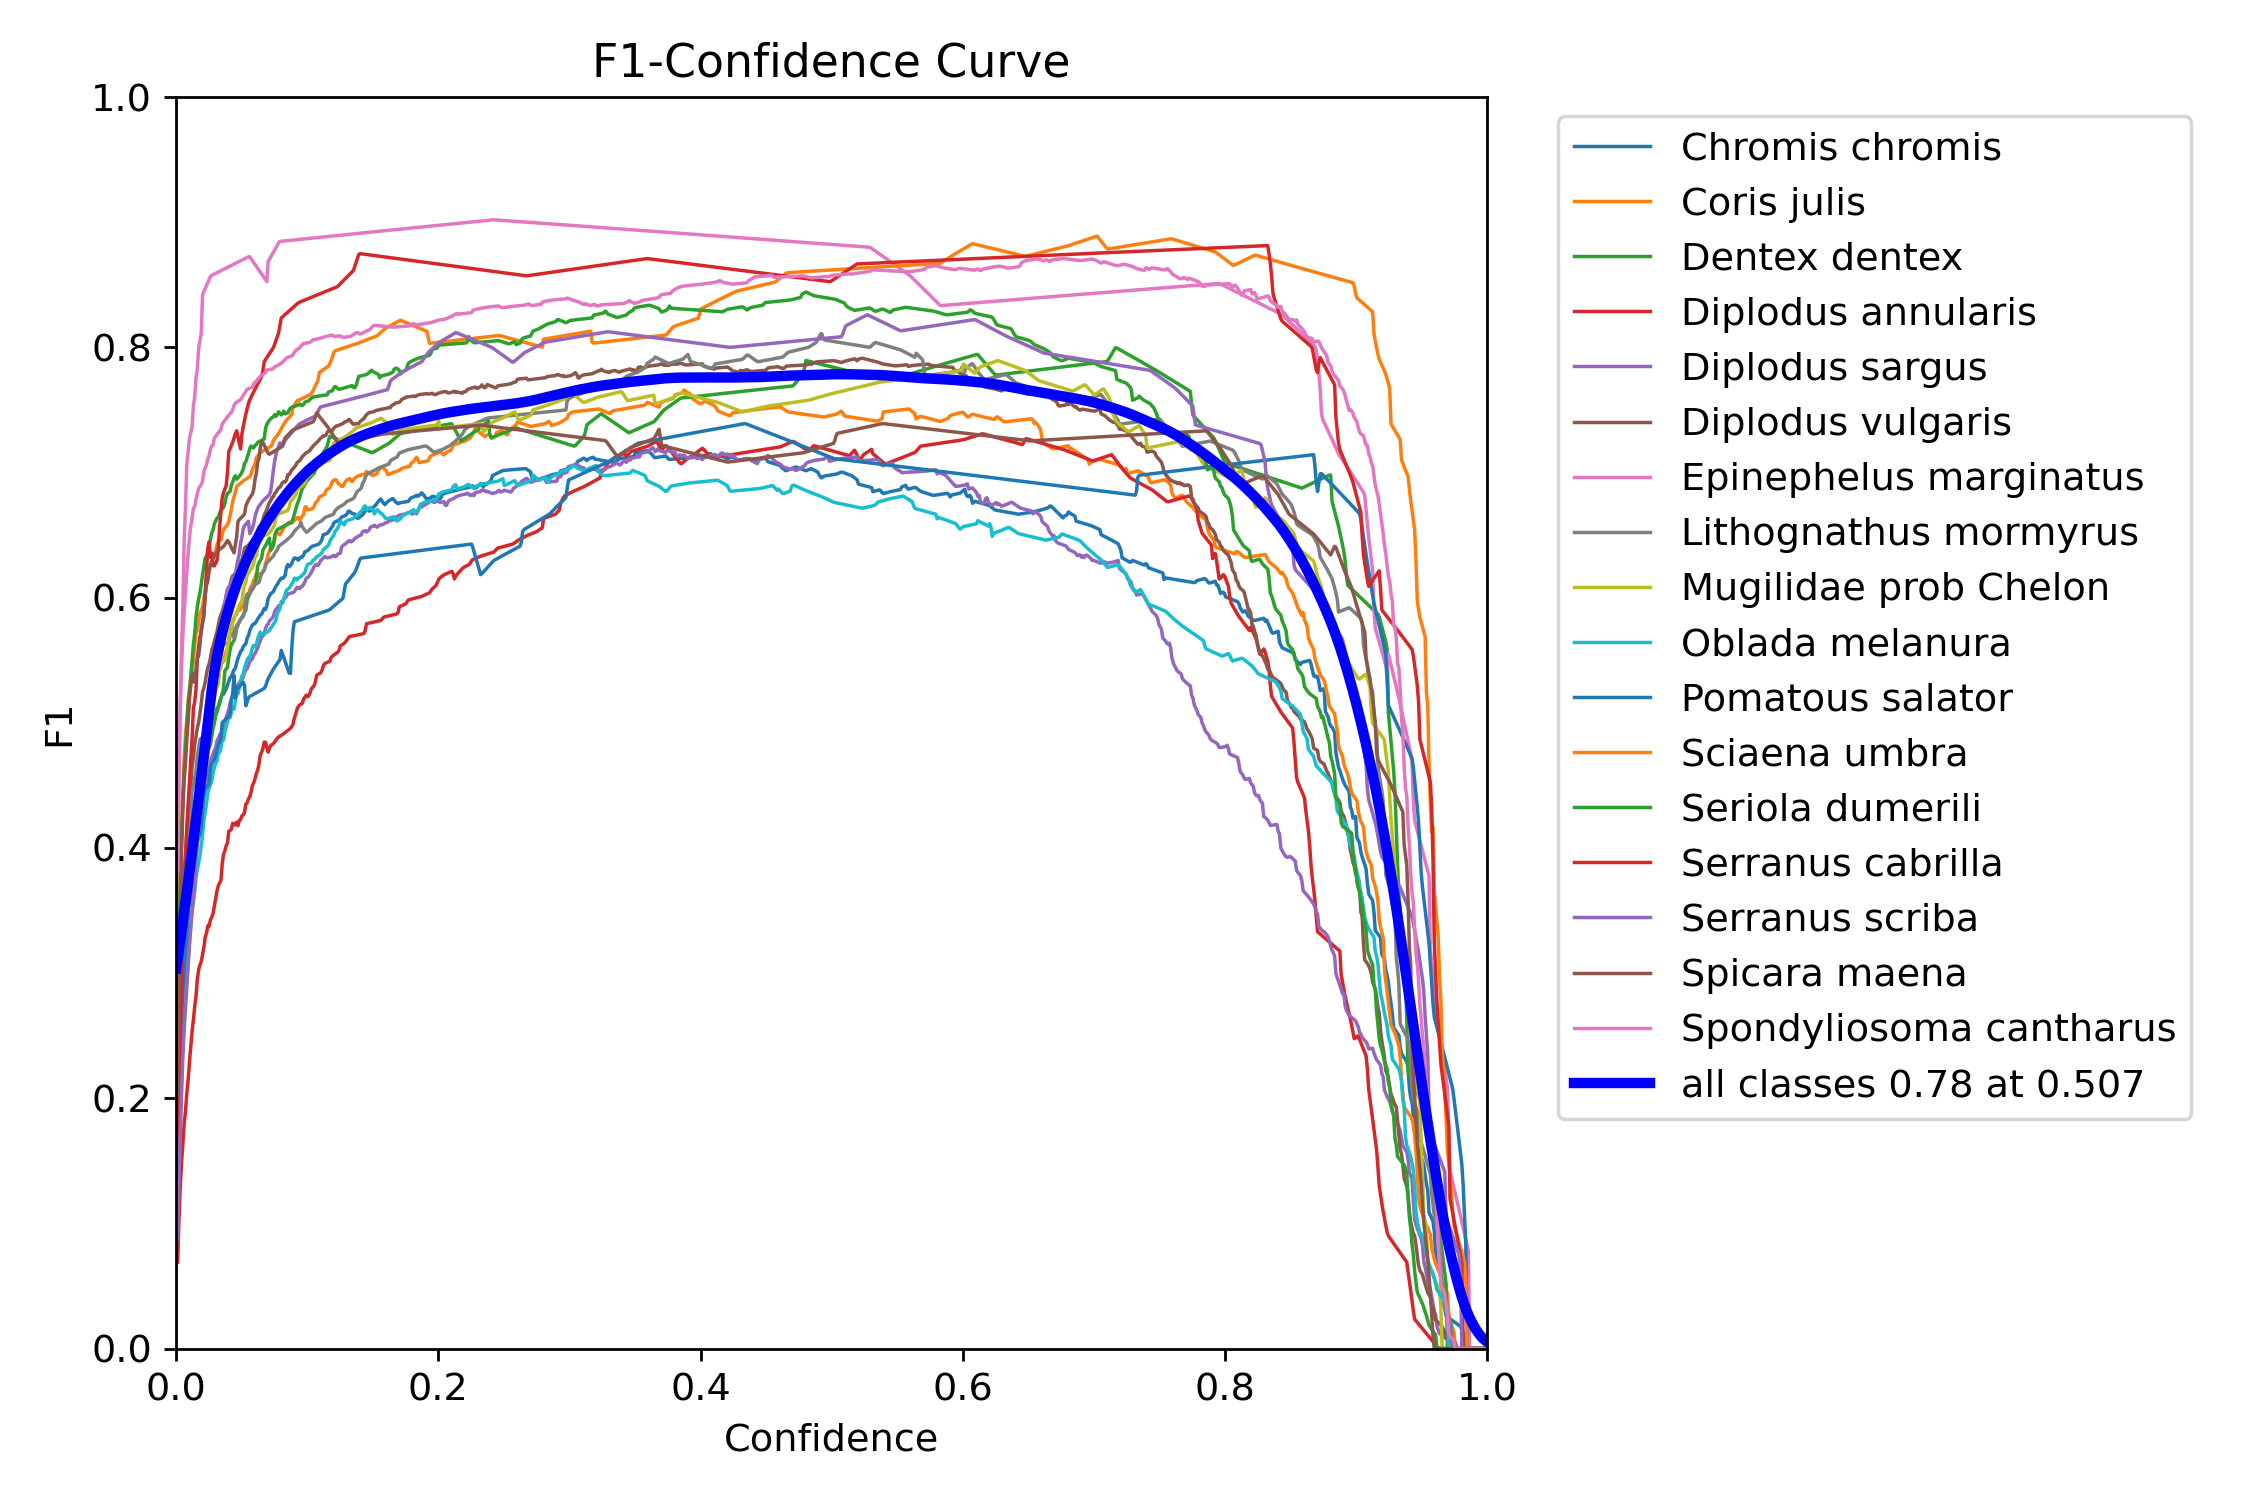 F1-Confidence Curve
1.0
0.8
0.6
0.4
0.2
0.0
F1
0.0 0.2 0.4 0.6 0.8 1.0
Confidence
Chromis chromis
Coris julis
Dentex dentex
Diplodus annularis
Diplodus sargus
Diplodus vulgaris
Epinephelus marginatus
Lithognathus mormyrus
Mugilidae prob Chelon
Oblada melanura
Pomatous salator
Sciaena umbra
Seriola dumerili
Serranus cabrilla
Serranus scriba
Spicara maena
Spondyliosoma cantharus
all classes 0.78 at 0.507